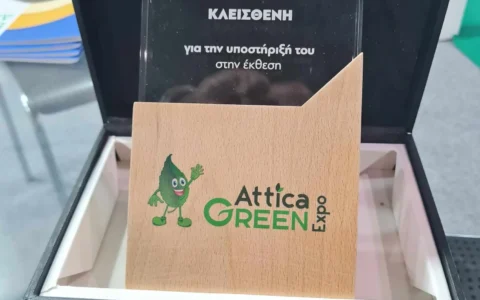 ΚΛΕΙΣΘΕΝΗ
για την υποστήριξή του
στην έκθεση
Attica
GREEN
Expo